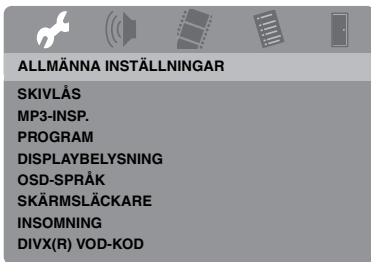 ALLMÄNNA INSTÄLLNINGAR
SKIVLÅS
MP3-INSP.
PROGRAM
DISPLAYBELYSNING
OSD-SPRÅK
SKÄRMSLÄCKARE
INSOMNING
DIVX(R) VOD-KOD